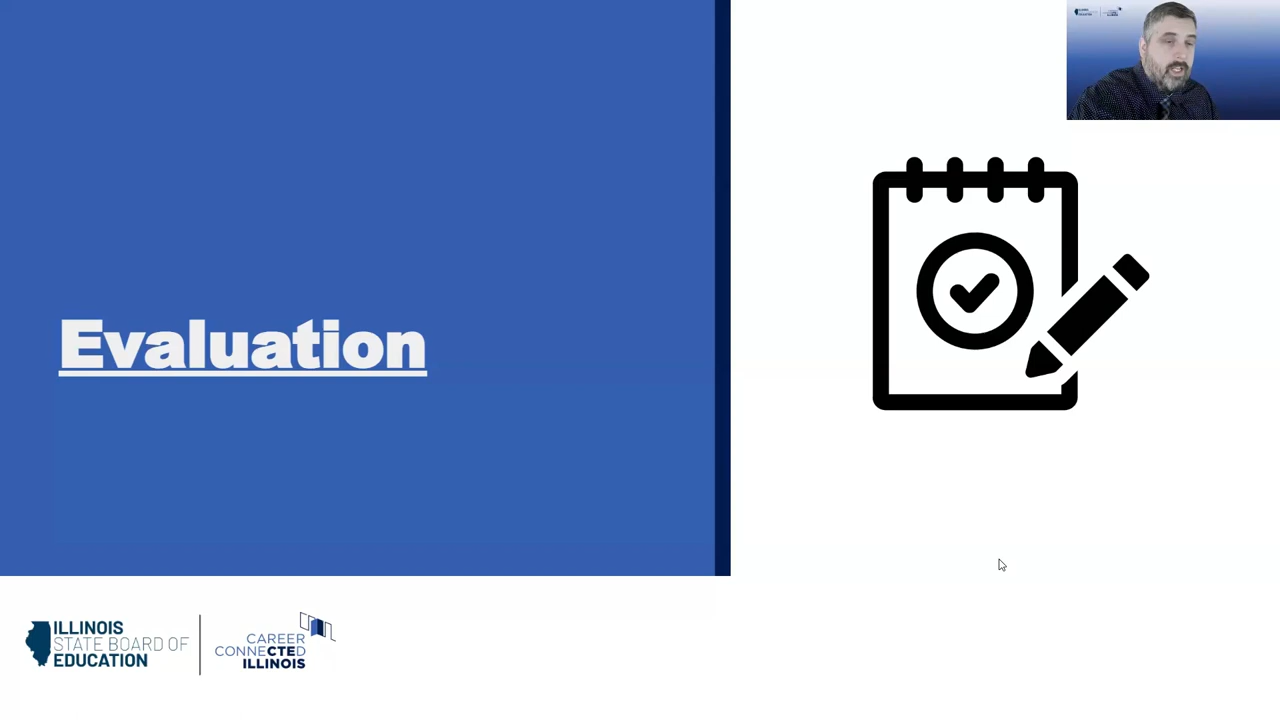 Evaluation
ILLINOIS
STATE BOARD OF
EDUCATION
CAREER
CONNECTED
ILLINOIS